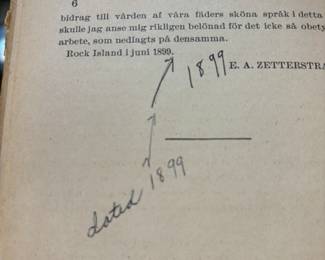 6
bidrag till vården af våra fäders sköna språk i detta
skulle jag anse mig rikligen belönad för det icke så obety
arbete, som nedlagts på densamma.
Rock Island i juni 1899.
1899
E. A. ZETTERSTRA
dated 1899